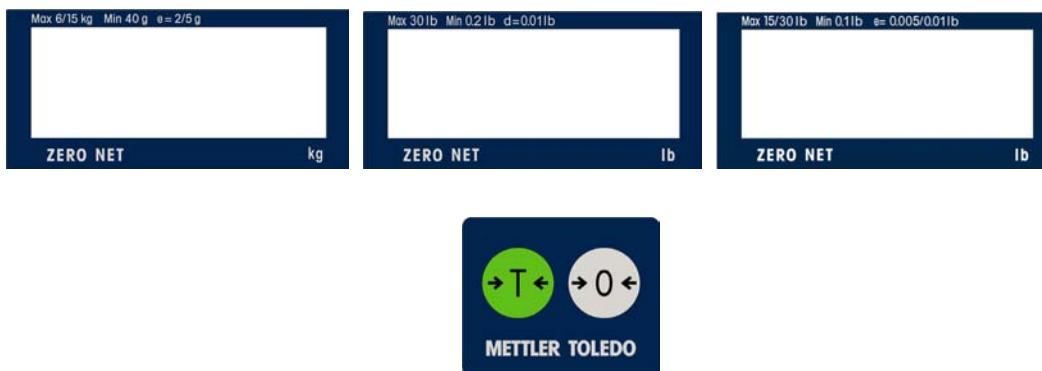 Max 6/15 kg Min 40 g e = 2/5 g
ZERO NET kg
Max 30 lb Min 0.2 lb d=0.01 lb
ZERO NET lb
Max 15/30 lb Min 0.1 lb e= 0.005/0.01 lb
ZERO NET lb
→T← →0←
METTLER TOLEDO